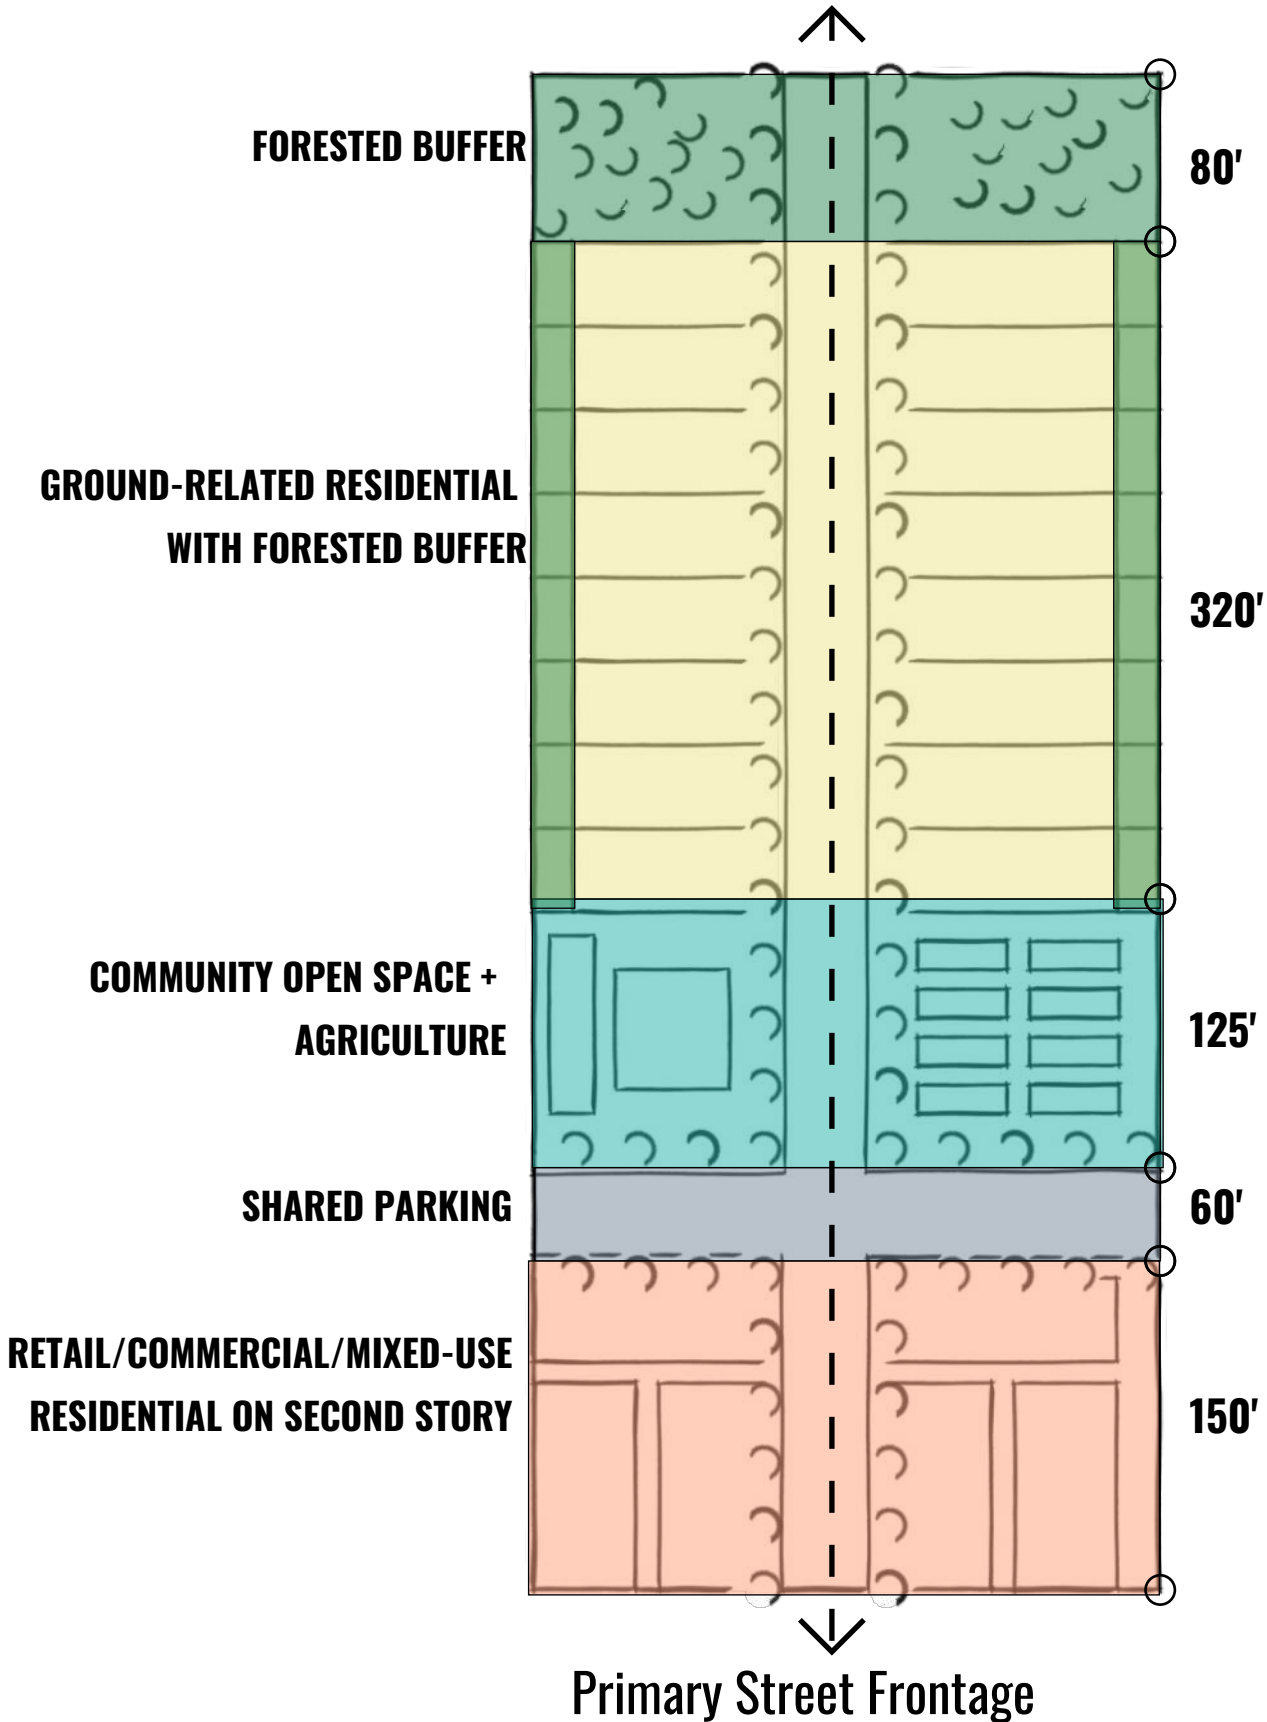 FORESTED BUFFER
80'
GROUND-RELATED RESIDENTIAL
WITH FORESTED BUFFER
320'
COMMUNITY OPEN SPACE +
AGRICULTURE
125'
SHARED PARKING
60'
RETAIL/COMMERCIAL/MIXED-USE
RESIDENTIAL ON SECOND STORY
150'
Primary Street Frontage